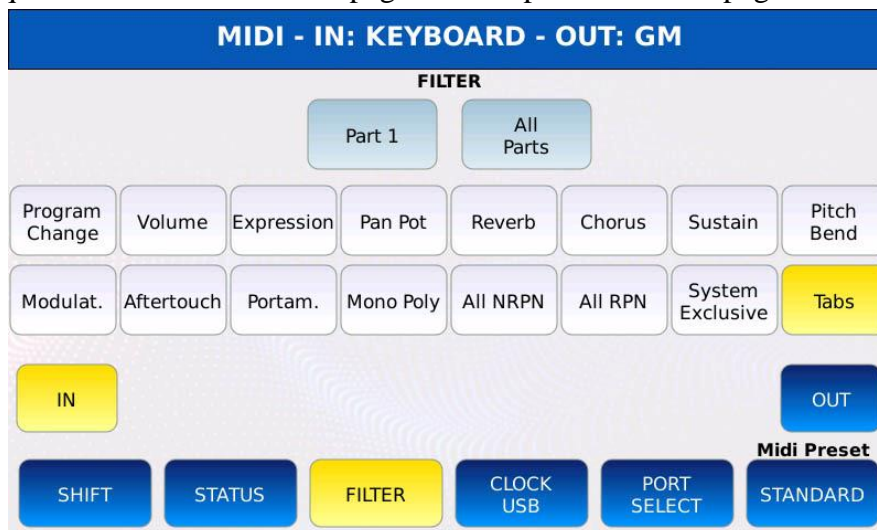 MIDI - IN: KEYBOARD - OUT: GM
FILTER
Part 1
All
Parts
Program
Change
Volume
Expression
Pan Pot
Reverb
Chorus
Sustain
Pitch
Bend
Modulat.
Aftertouch
Portam.
Mono Poly
All NRPN
All RPN
System
Exclusive
Tabs
IN
OUT
Midi Preset
SHIFT
STATUS
FILTER
CLOCK
USB
PORT
SELECT
STANDARD